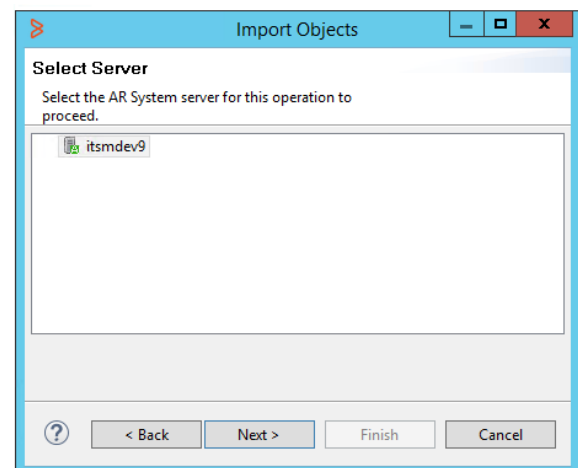 Import Objects
Select Server
Select the AR System server for this operation to
proceed.
itsmdev9
< Back
Next >
Finish
Cancel